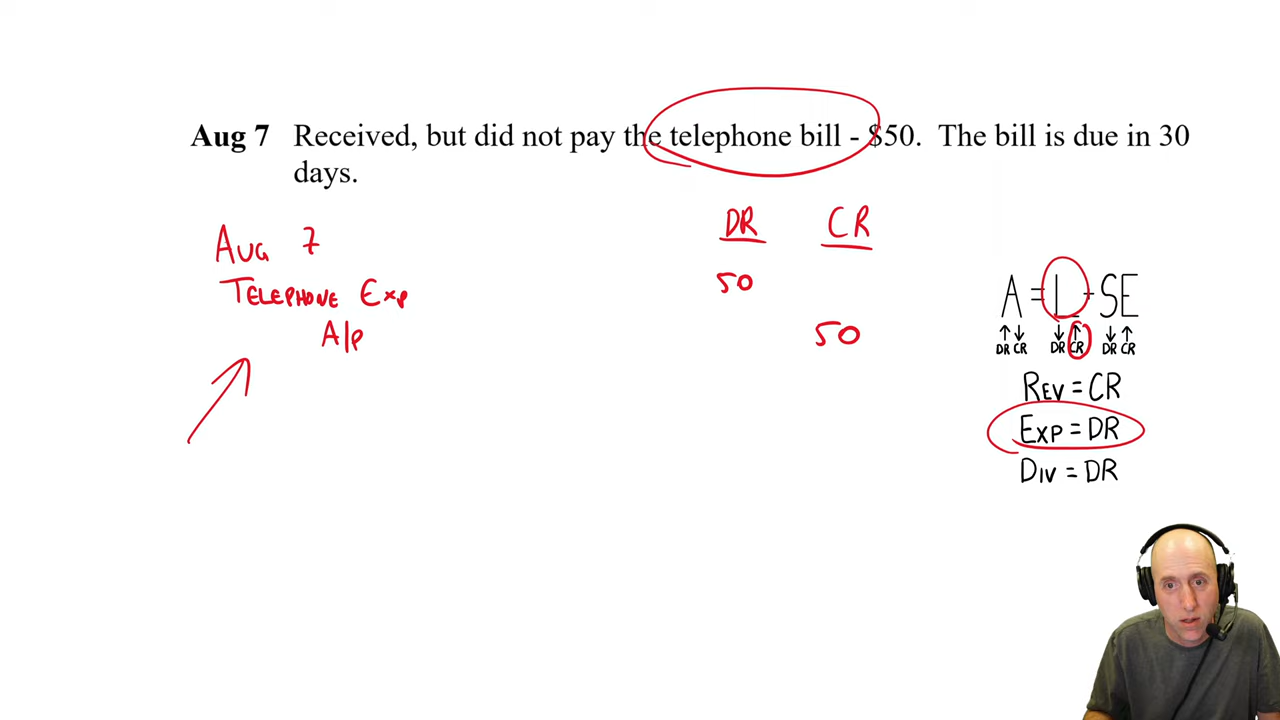 Aug 7 Received, but did not pay the telephone bill - $50. The bill is due in 30
days.
DR CR
Aug 7
TELEPHONE EXP 50
A/P 50
A = L + SE
DR CR DR CR DR CR
REV = CR
EXP = DR
DIV = DR